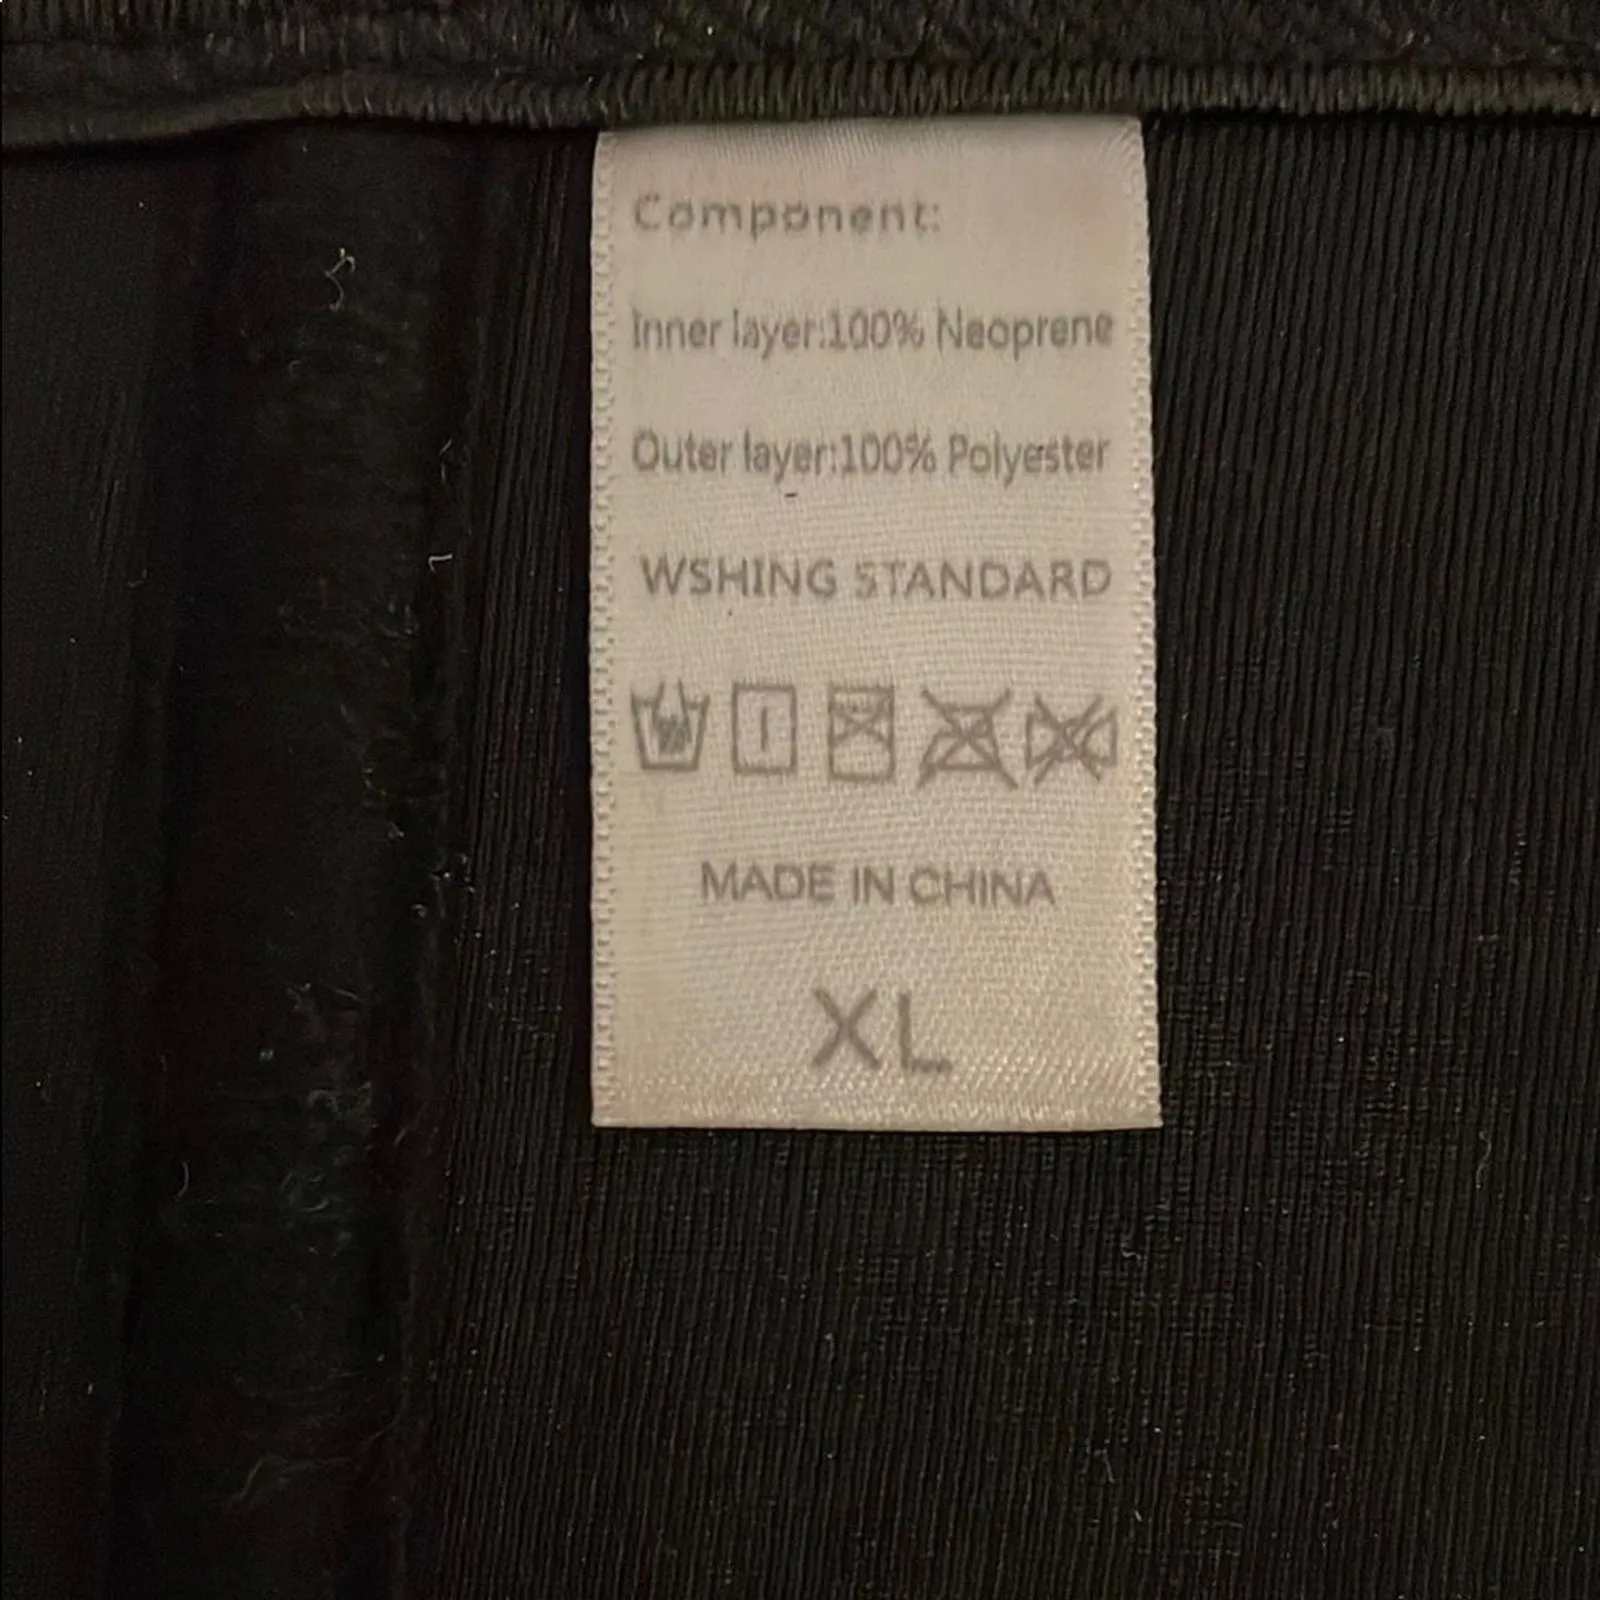 Component:
Inner layer:100% Neoprene
Outer layer:100% Polyester
WSHING STANDARD
MADE IN CHINA
XL